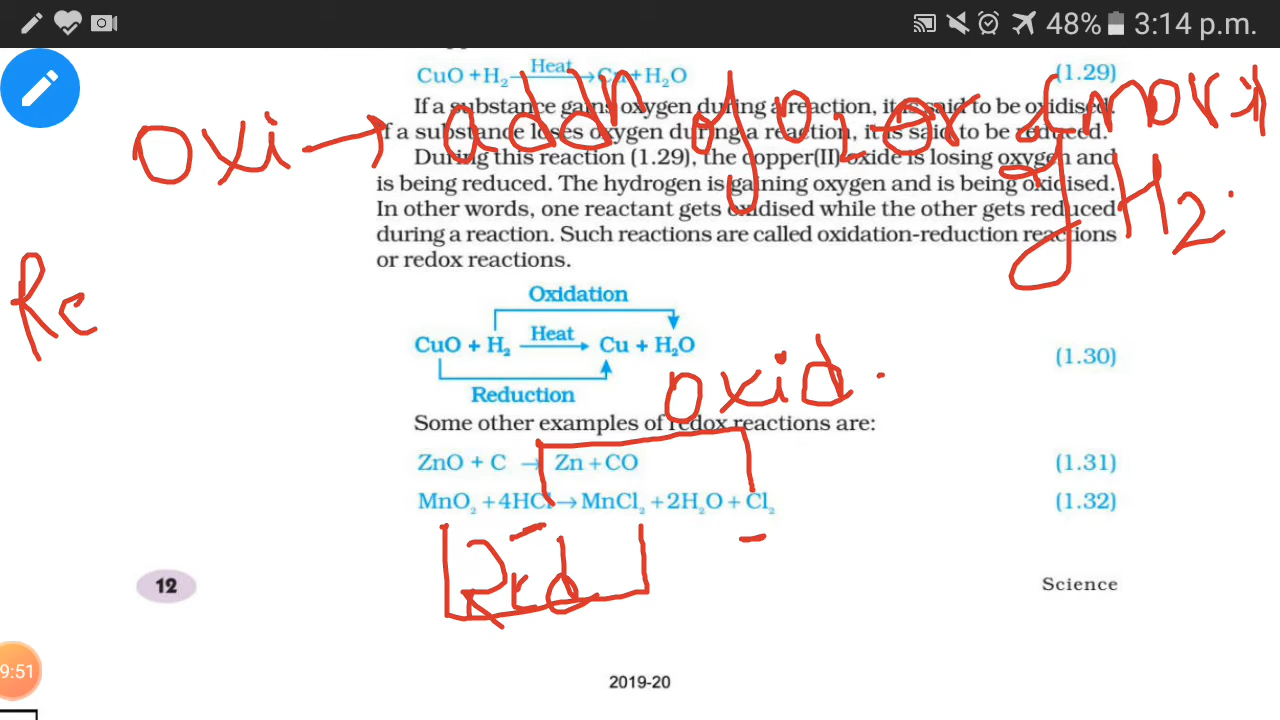 48% 3:14 p.m.
CuO + H₂ Heat → Cu + H₂O (1.29)
If a substance gains oxygen during a reaction, it is said to be oxidised.
If a substance loses oxygen during a reaction, it is said to be reduced.
During this reaction (1.29), the copper(II) oxide is losing oxygen and
is being reduced. The hydrogen is gaining oxygen and is being oxidised.
In other words, one reactant gets oxidised while the other gets reduced
during a reaction. Such reactions are called oxidation-reduction reactions
or redox reactions.
oxi → addn of O₂ or
H₂.
Re
Oxidation
CuO + H₂ Heat → Cu + H₂O (1.30)
Reduction
oxid.
Some other examples of redox reactions are:
ZnO + C → Zn + CO (1.31)
MnO₂ + 4HCl → MnCl₂ + 2H₂O + Cl₂ (1.32)
Red
12 Science
9:51
2019-20